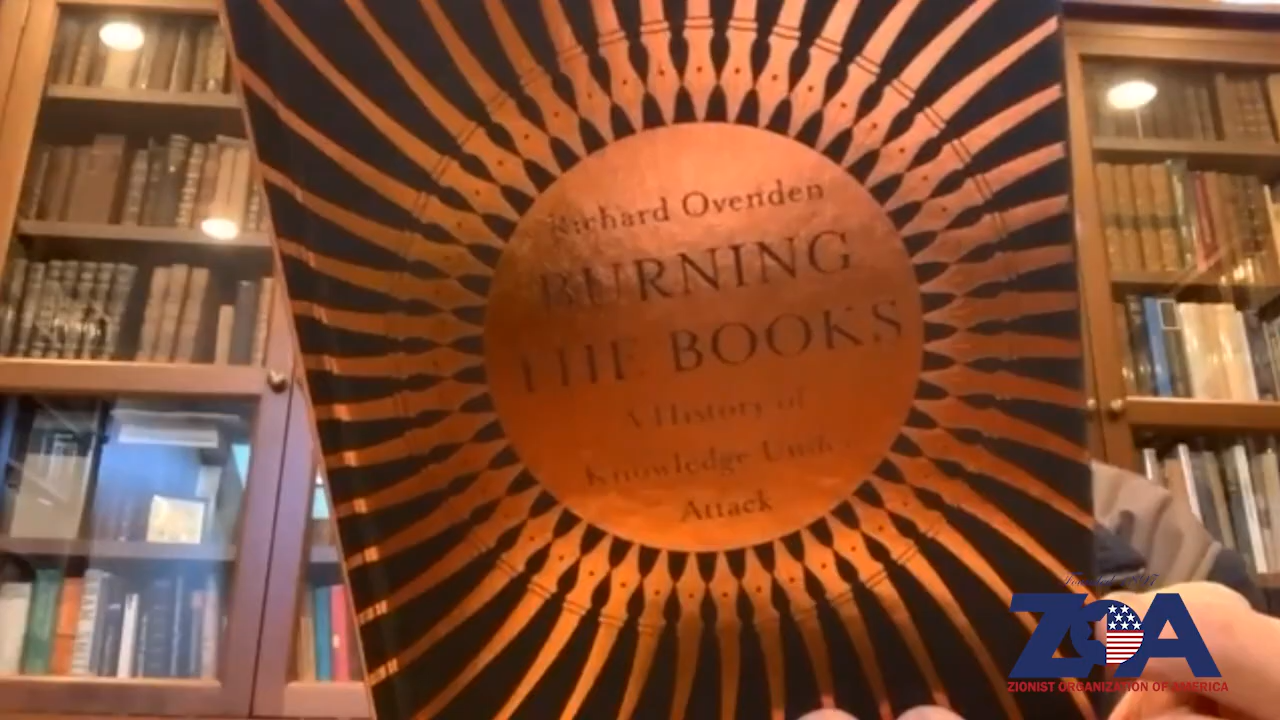 Richard Ovenden
BURNING
THE BOOKS
A History of
Knowledge Under
Attack
ZOA
ZIONIST ORGANIZATION OF AMERICA